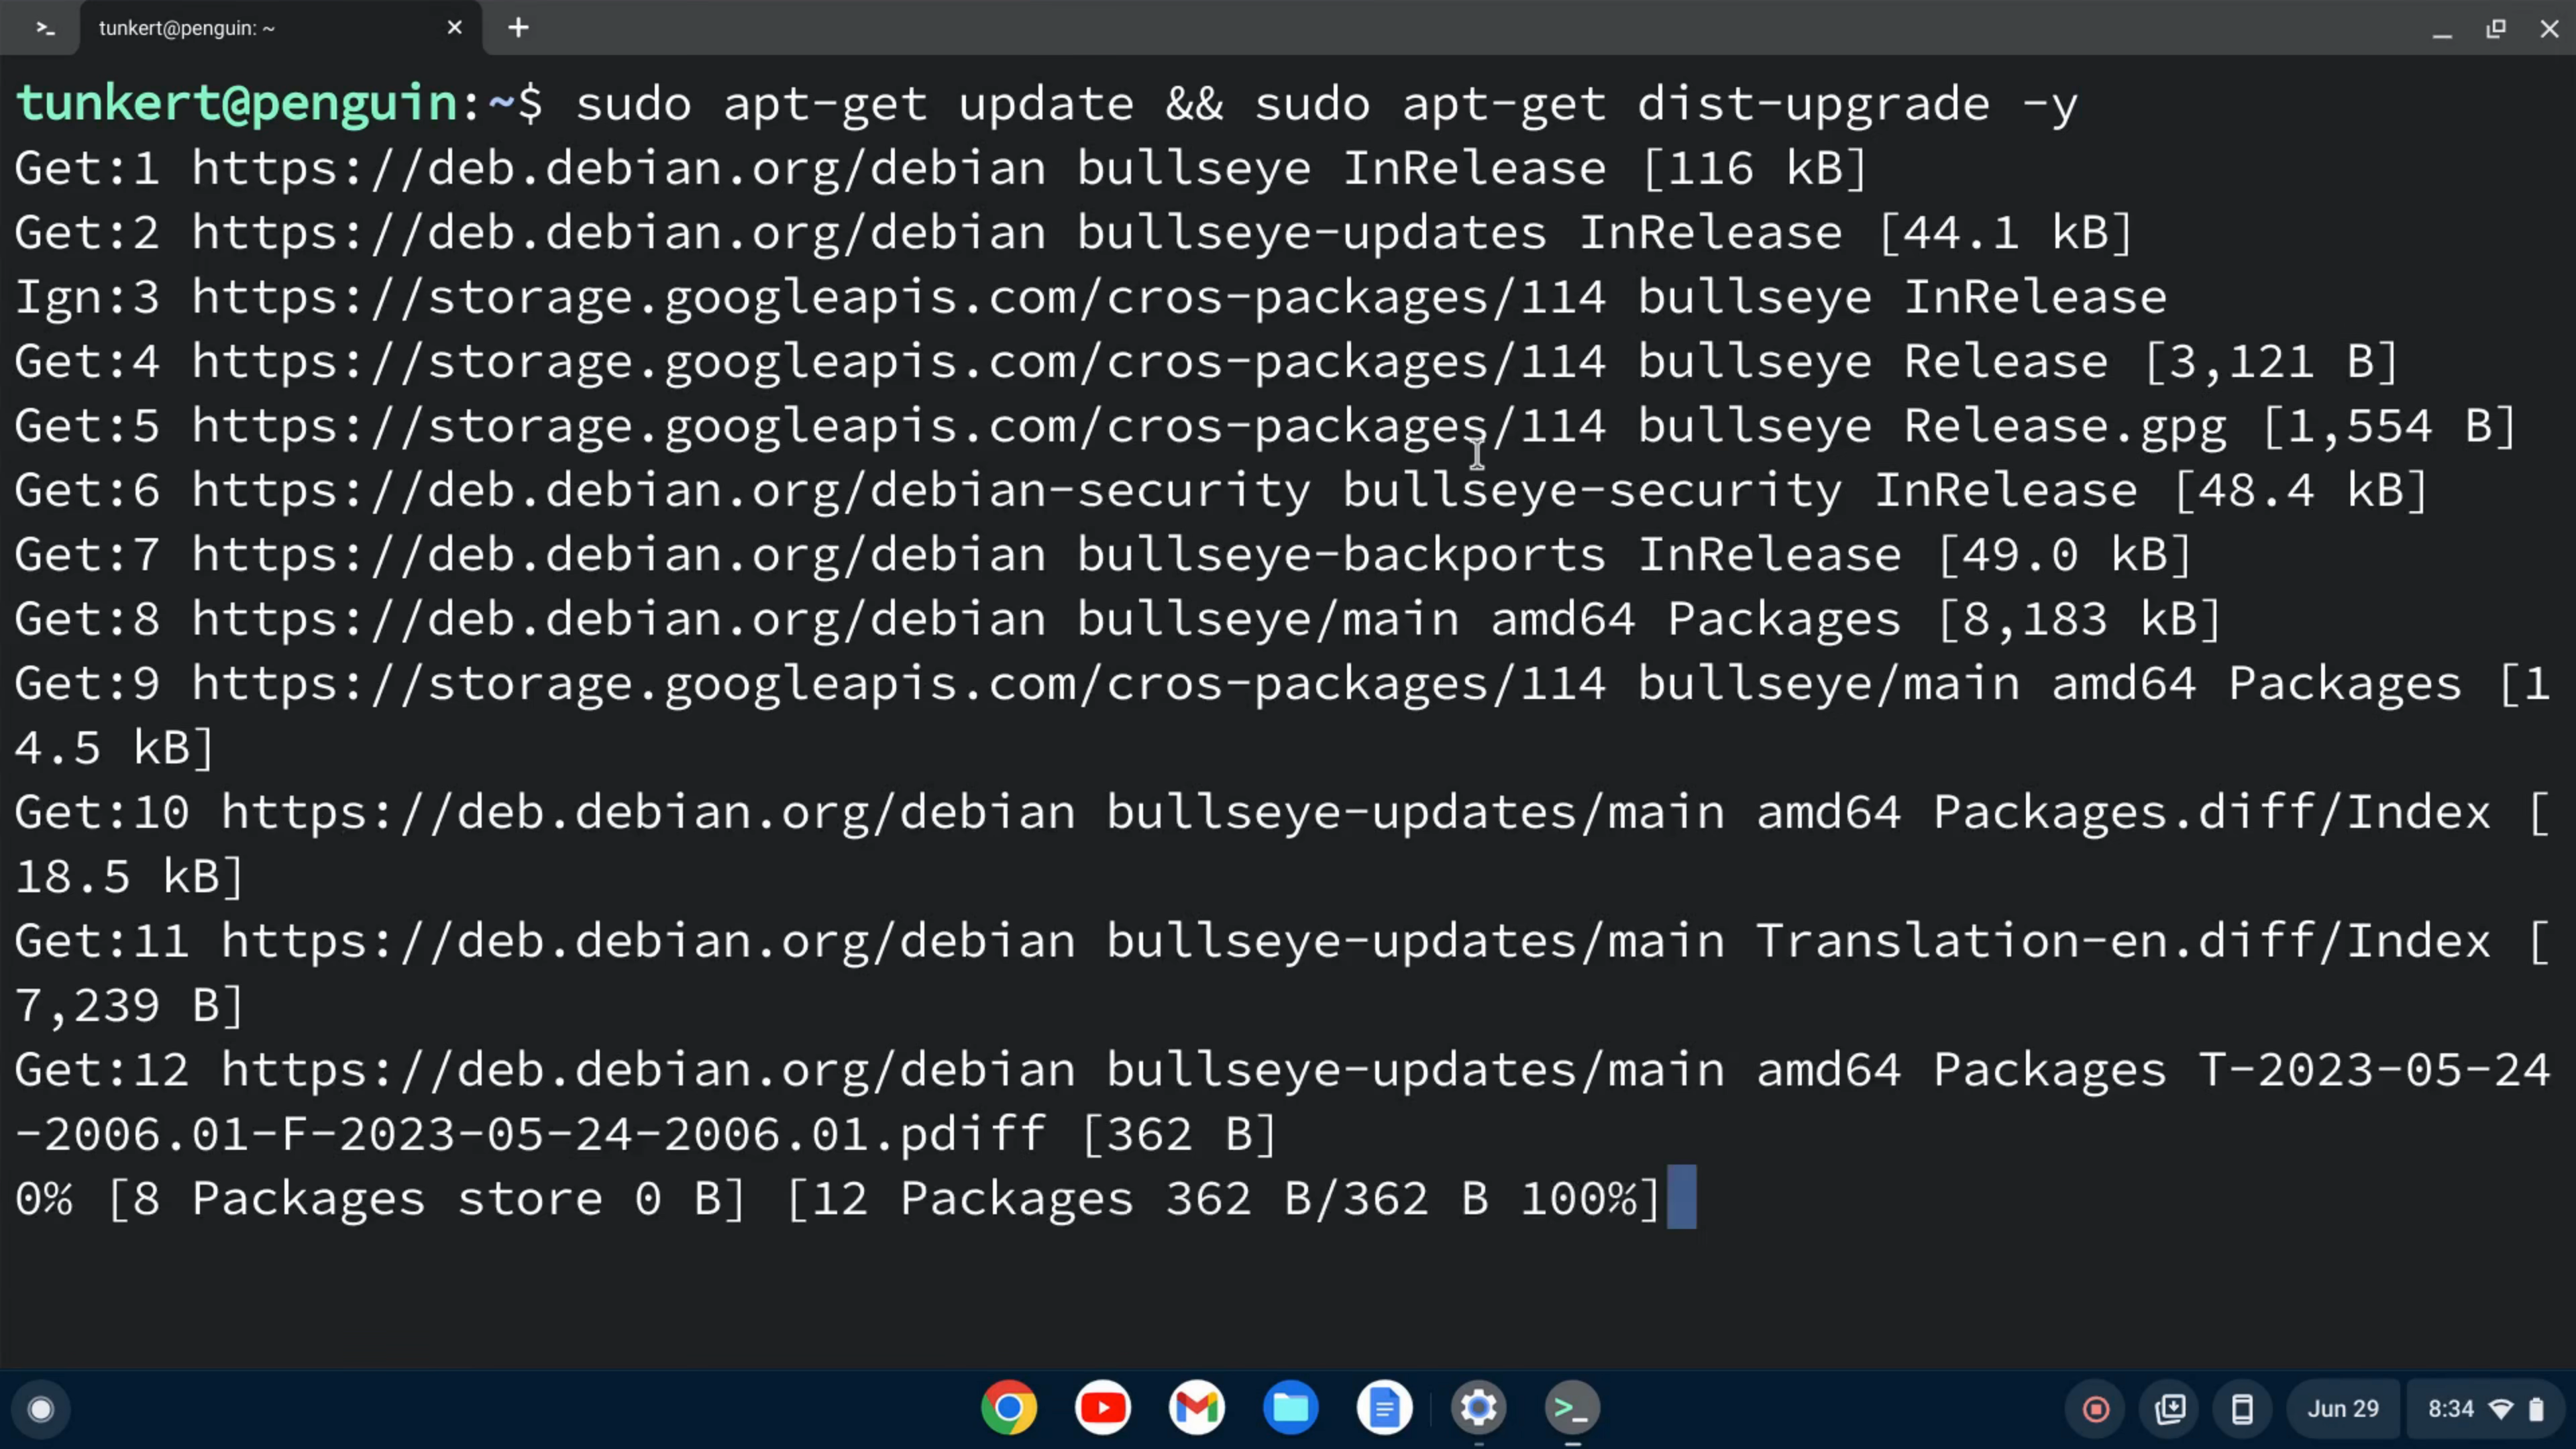 tunkert@penguin: ~
tunkert@penguin:~$ sudo apt-get update && sudo apt-get dist-upgrade -y
Get:1 https://deb.debian.org/debian bullseye InRelease [116 kB]
Get:2 https://deb.debian.org/debian bullseye-updates InRelease [44.1 kB]
Ign:3 https://storage.googleapis.com/cros-packages/114 bullseye InRelease
Get:4 https://storage.googleapis.com/cros-packages/114 bullseye Release [3,121 B]
Get:5 https://storage.googleapis.com/cros-packages/114 bullseye Release.gpg [1,554 B]
Get:6 https://deb.debian.org/debian-security bullseye-security InRelease [48.4 kB]
Get:7 https://deb.debian.org/debian bullseye-backports InRelease [49.0 kB]
Get:8 https://deb.debian.org/debian bullseye/main amd64 Packages [8,183 kB]
Get:9 https://storage.googleapis.com/cros-packages/114 bullseye/main amd64 Packages [1
4.5 kB]
Get:10 https://deb.debian.org/debian bullseye-updates/main amd64 Packages.diff/Index [
18.5 kB]
Get:11 https://deb.debian.org/debian bullseye-updates/main Translation-en.diff/Index [
7,239 B]
Get:12 https://deb.debian.org/debian bullseye-updates/main amd64 Packages T-2023-05-24
-2006.01-F-2023-05-24-2006.01.pdiff [362 B]
0% [8 Packages store 0 B] [12 Packages 362 B/362 B 100%]
Jun 29
8:34